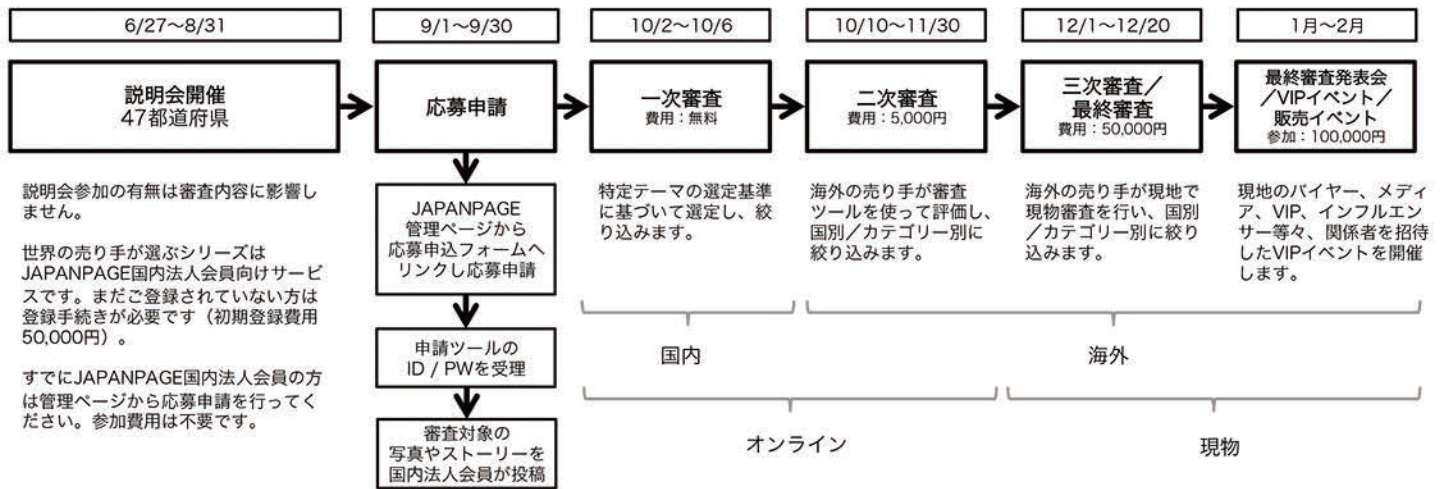 6/27〜8/31
9/1〜9/30
10/2〜10/6
10/10〜11/30
12/1〜12/20
1月〜2月
説明会開催
47都道府県
応募申請
一次審査
費用：無料
二次審査
費用：5,000円
三次審査／
最終審査
費用：50,000円
最終審査発表会
／VIPイベント／
販売イベント
参加：100,000円
説明会参加の有無は審査内容に影響し
ません。
世界の売り手が選ぶシリーズは
JAPANPAGE国内法人会員向けサービ
スです。まだご登録されていない方は
登録手続きが必要です（初期登録費用
50,000円）。
すでにJAPANPAGE国内法人会員の方
は管理ページから応募申請を行ってく
ださい。参加費用は不要です。
JAPANPAGE
管理ページから
応募申込フォームへ
リンクし応募申請
申請ツールの
ID / PWを受理
審査対象の
写真やストーリーを
国内法人会員が投稿
特定テーマの選定基準
に基づいて選定し、絞
り込みます。
海外の売り手が審査
ツールを使って評価し、
国別／カテゴリー別に
絞り込みます。
海外の売り手が現地で
現物審査を行い、国別
／カテゴリー別に絞り
込みます。
現地のバイヤー、メディ
ア、VIP、インフルエン
サー等々、関係者を招待
したVIPイベントを開催
します。
国内
海外
オンライン
現物